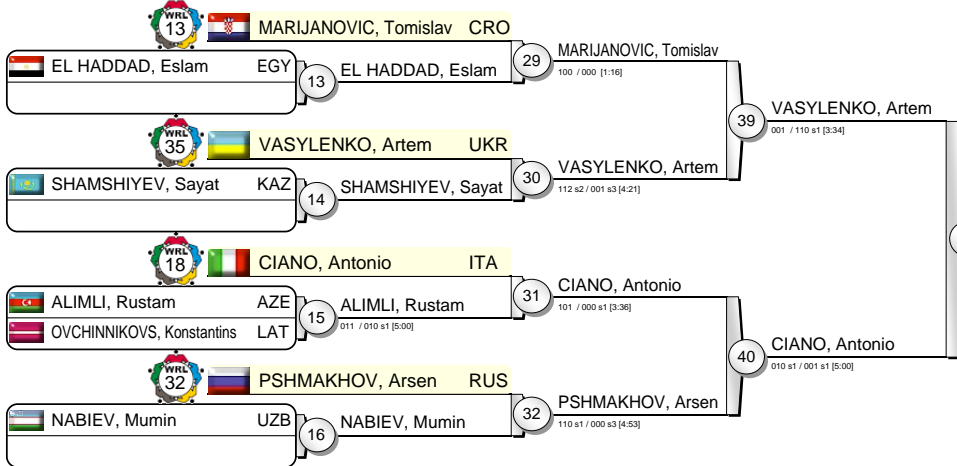 WRL
13
MARIJANOVIC, Tomislav CRO
EL HADDAD, Eslam EGY
13
EL HADDAD, Eslam
29
MARIJANOVIC, Tomislav
100 / 000 [1:16]
WRL
35
VASYLENKO, Artem UKR
SHAMSHIYEV, Sayat KAZ
14
SHAMSHIYEV, Sayat
30
VASYLENKO, Artem
112 s2 / 001 s3 [4:21]
39
VASYLENKO, Artem
001 / 110 s1 [3:34]
WRL
18
CIANO, Antonio ITA
ALIMLI, Rustam AZE
OVCHINNIKOVS, Konstantins LAT
15
ALIMLI, Rustam
011 / 010 s1 [5:00]
31
CIANO, Antonio
101 / 000 s1 [3:36]
WRL
32
PSHMAKHOV, Arsen RUS
NABIEV, Mumin UZB
16
NABIEV, Mumin
32
PSHMAKHOV, Arsen
110 s1 / 000 s3 [4:53]
40
CIANO, Antonio
010 s1 / 001 s1 [5:00]